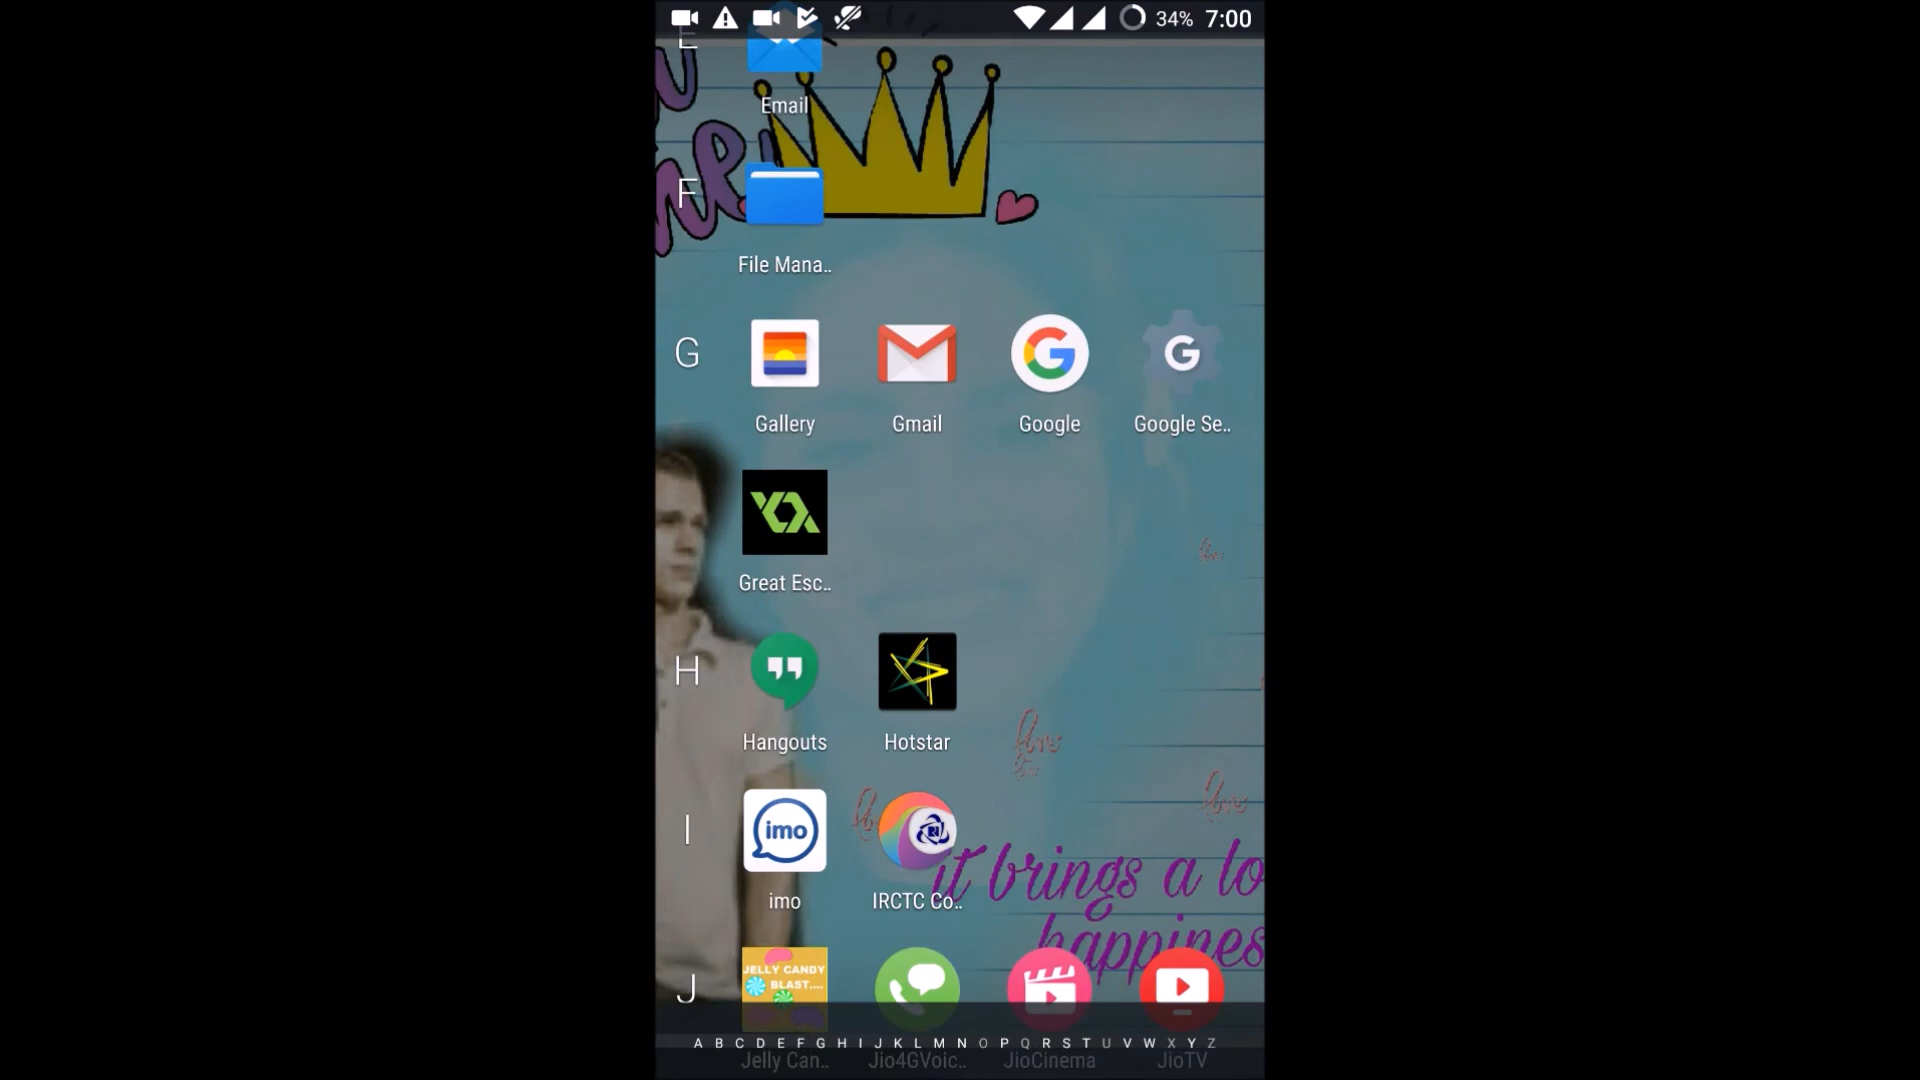 34% 7:00
E
Email
F
File Mana..
G
Gallery Gmail Google Google Se..
Great Esc..
H
Hangouts Hotstar
I
imo
imo IRCTC Co..
it brings a lo
happines
J
JELLY CANDY
BLAST....
A B C D E F G H I J K L M N O P Q R S T U V W X Y Z
Jelly Can.. Jio4GVoic.. JioCinema JioTV